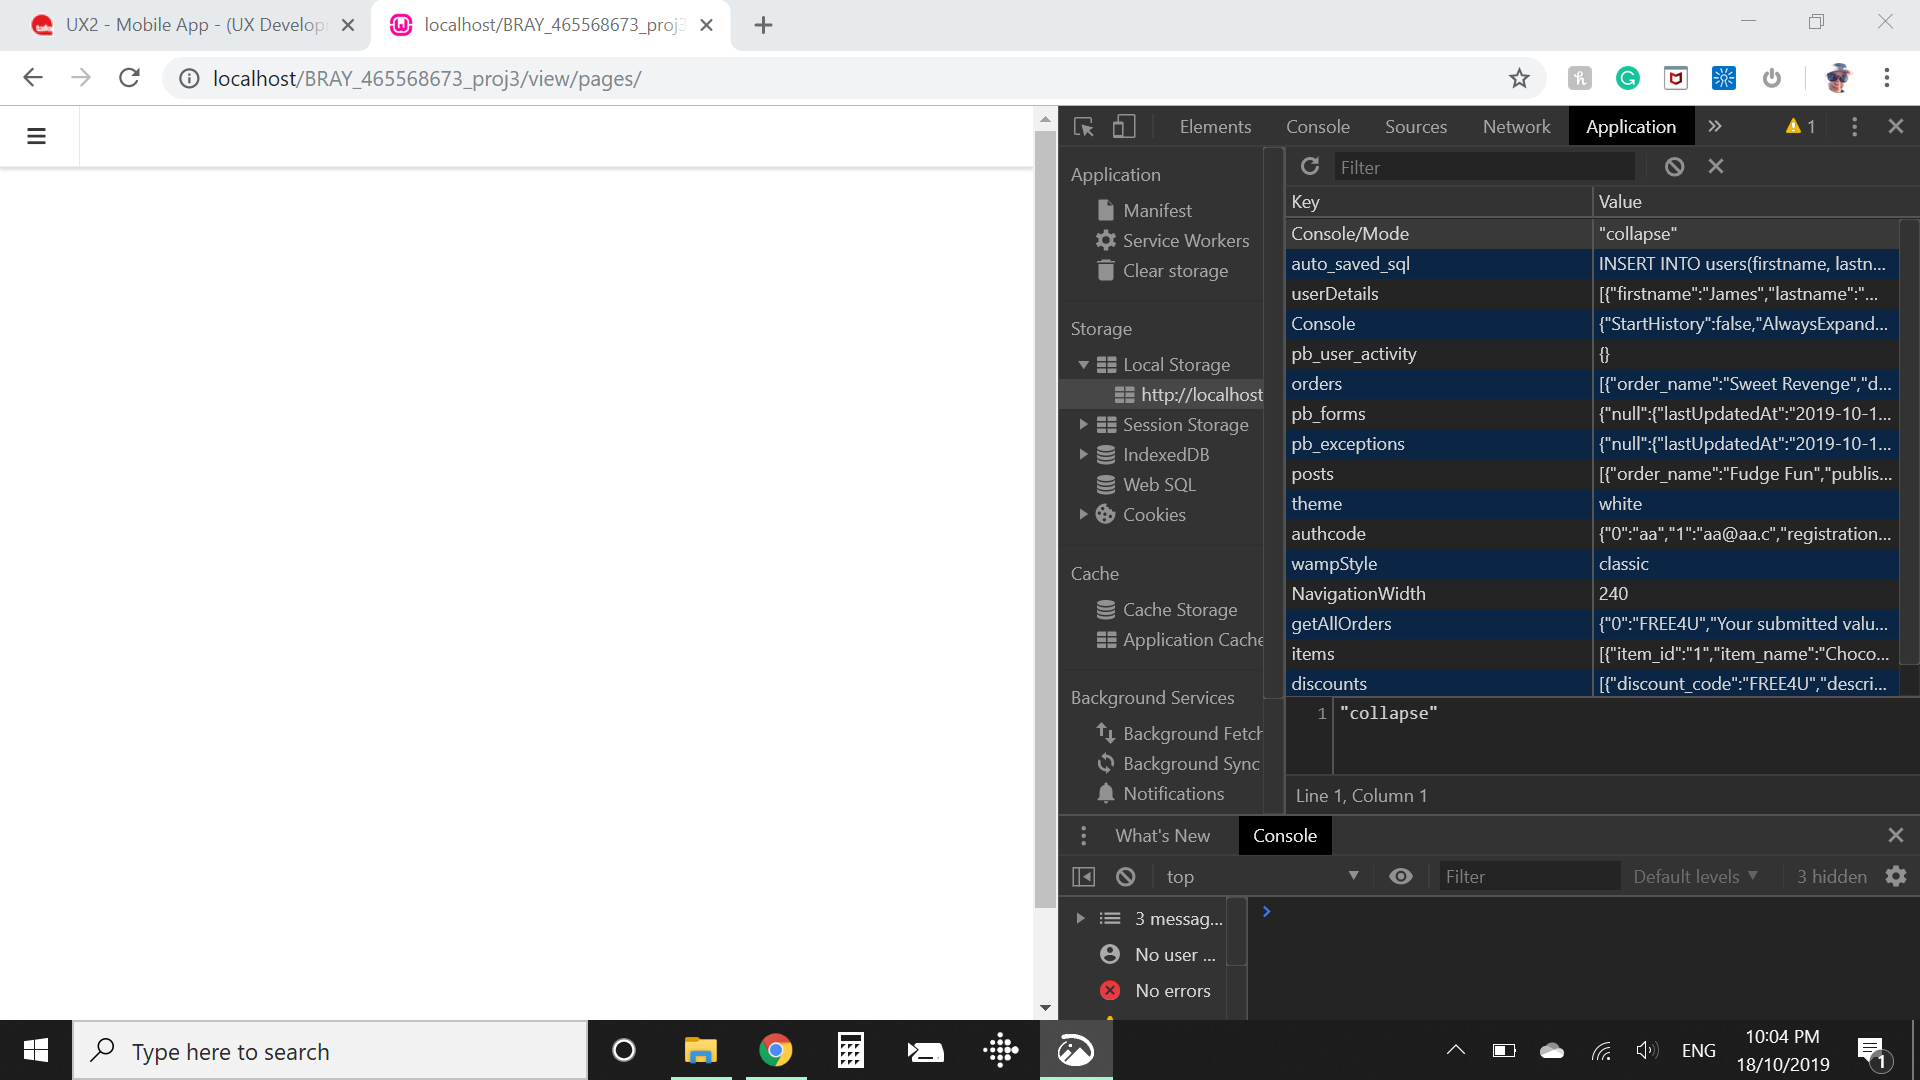 UX2 - Mobile App - (UX Develop
localhost/BRAY_465568673_proj3
localhost/BRAY_465568673_proj3/view/pages/
Elements Console Sources Network Application 1
Application
Manifest
Service Workers
Clear storage
Storage
Local Storage
http://localhost
Session Storage
IndexedDB
Web SQL
Cookies
Cache
Cache Storage
Application Cache
Background Services
Background Fetch
Background Sync
Notifications
Filter
Key Value
Console/Mode "collapse"
auto_saved_sql INSERT INTO users(firstname, lastn...
userDetails [{"firstname":"James","lastname":"...
Console {"StartHistory":false,"AlwaysExpand...
pb_user_activity {}
orders [{"order_name":"Sweet Revenge","d...
pb_forms {"null":{"lastUpdatedAt":"2019-10-1...
pb_exceptions {"null":{"lastUpdatedAt":"2019-10-1...
posts [{"order_name":"Fudge Fun","publis...
theme white
authcode {"0":"aa","1":"aa@aa.c","registration...
wampStyle classic
NavigationWidth 240
getAllOrders {"0":"FREE4U","Your submitted valu...
items [{"item_id":"1","item_name":"Choco...
discounts [{"discount_code":"FREE4U","descri...
1 "collapse"
Line 1, Column 1
What's New Console
top Filter Default levels 3 hidden
3 messag...
No user ...
No errors
Type here to search
ENG
10:04 PM
18/10/2019
1